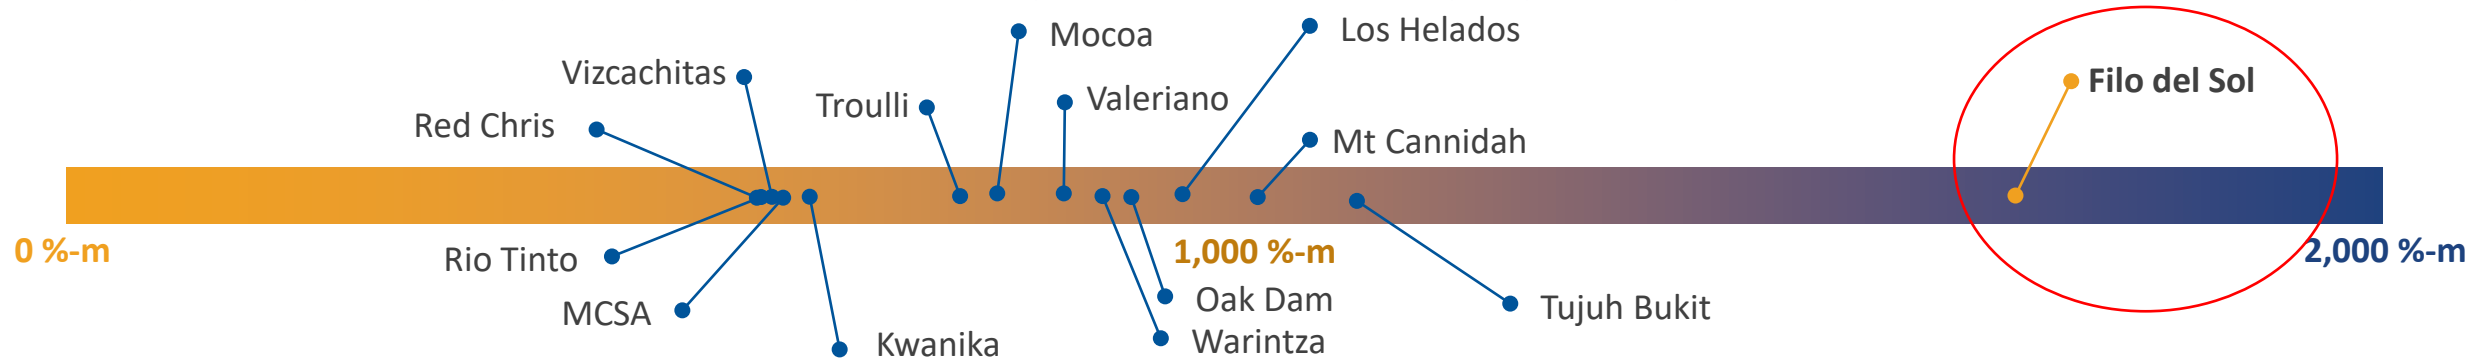 Mocoa
Los Helados
Vizcachitas
Filo del Sol
Troulli
Valeriano
Red Chris
Mt Cannidah
0 %-m
1,000 %-m
2,000 %-m
Rio Tinto
Oak Dam
Tujuh Bukit
MCSA
Warintza
Kwanika